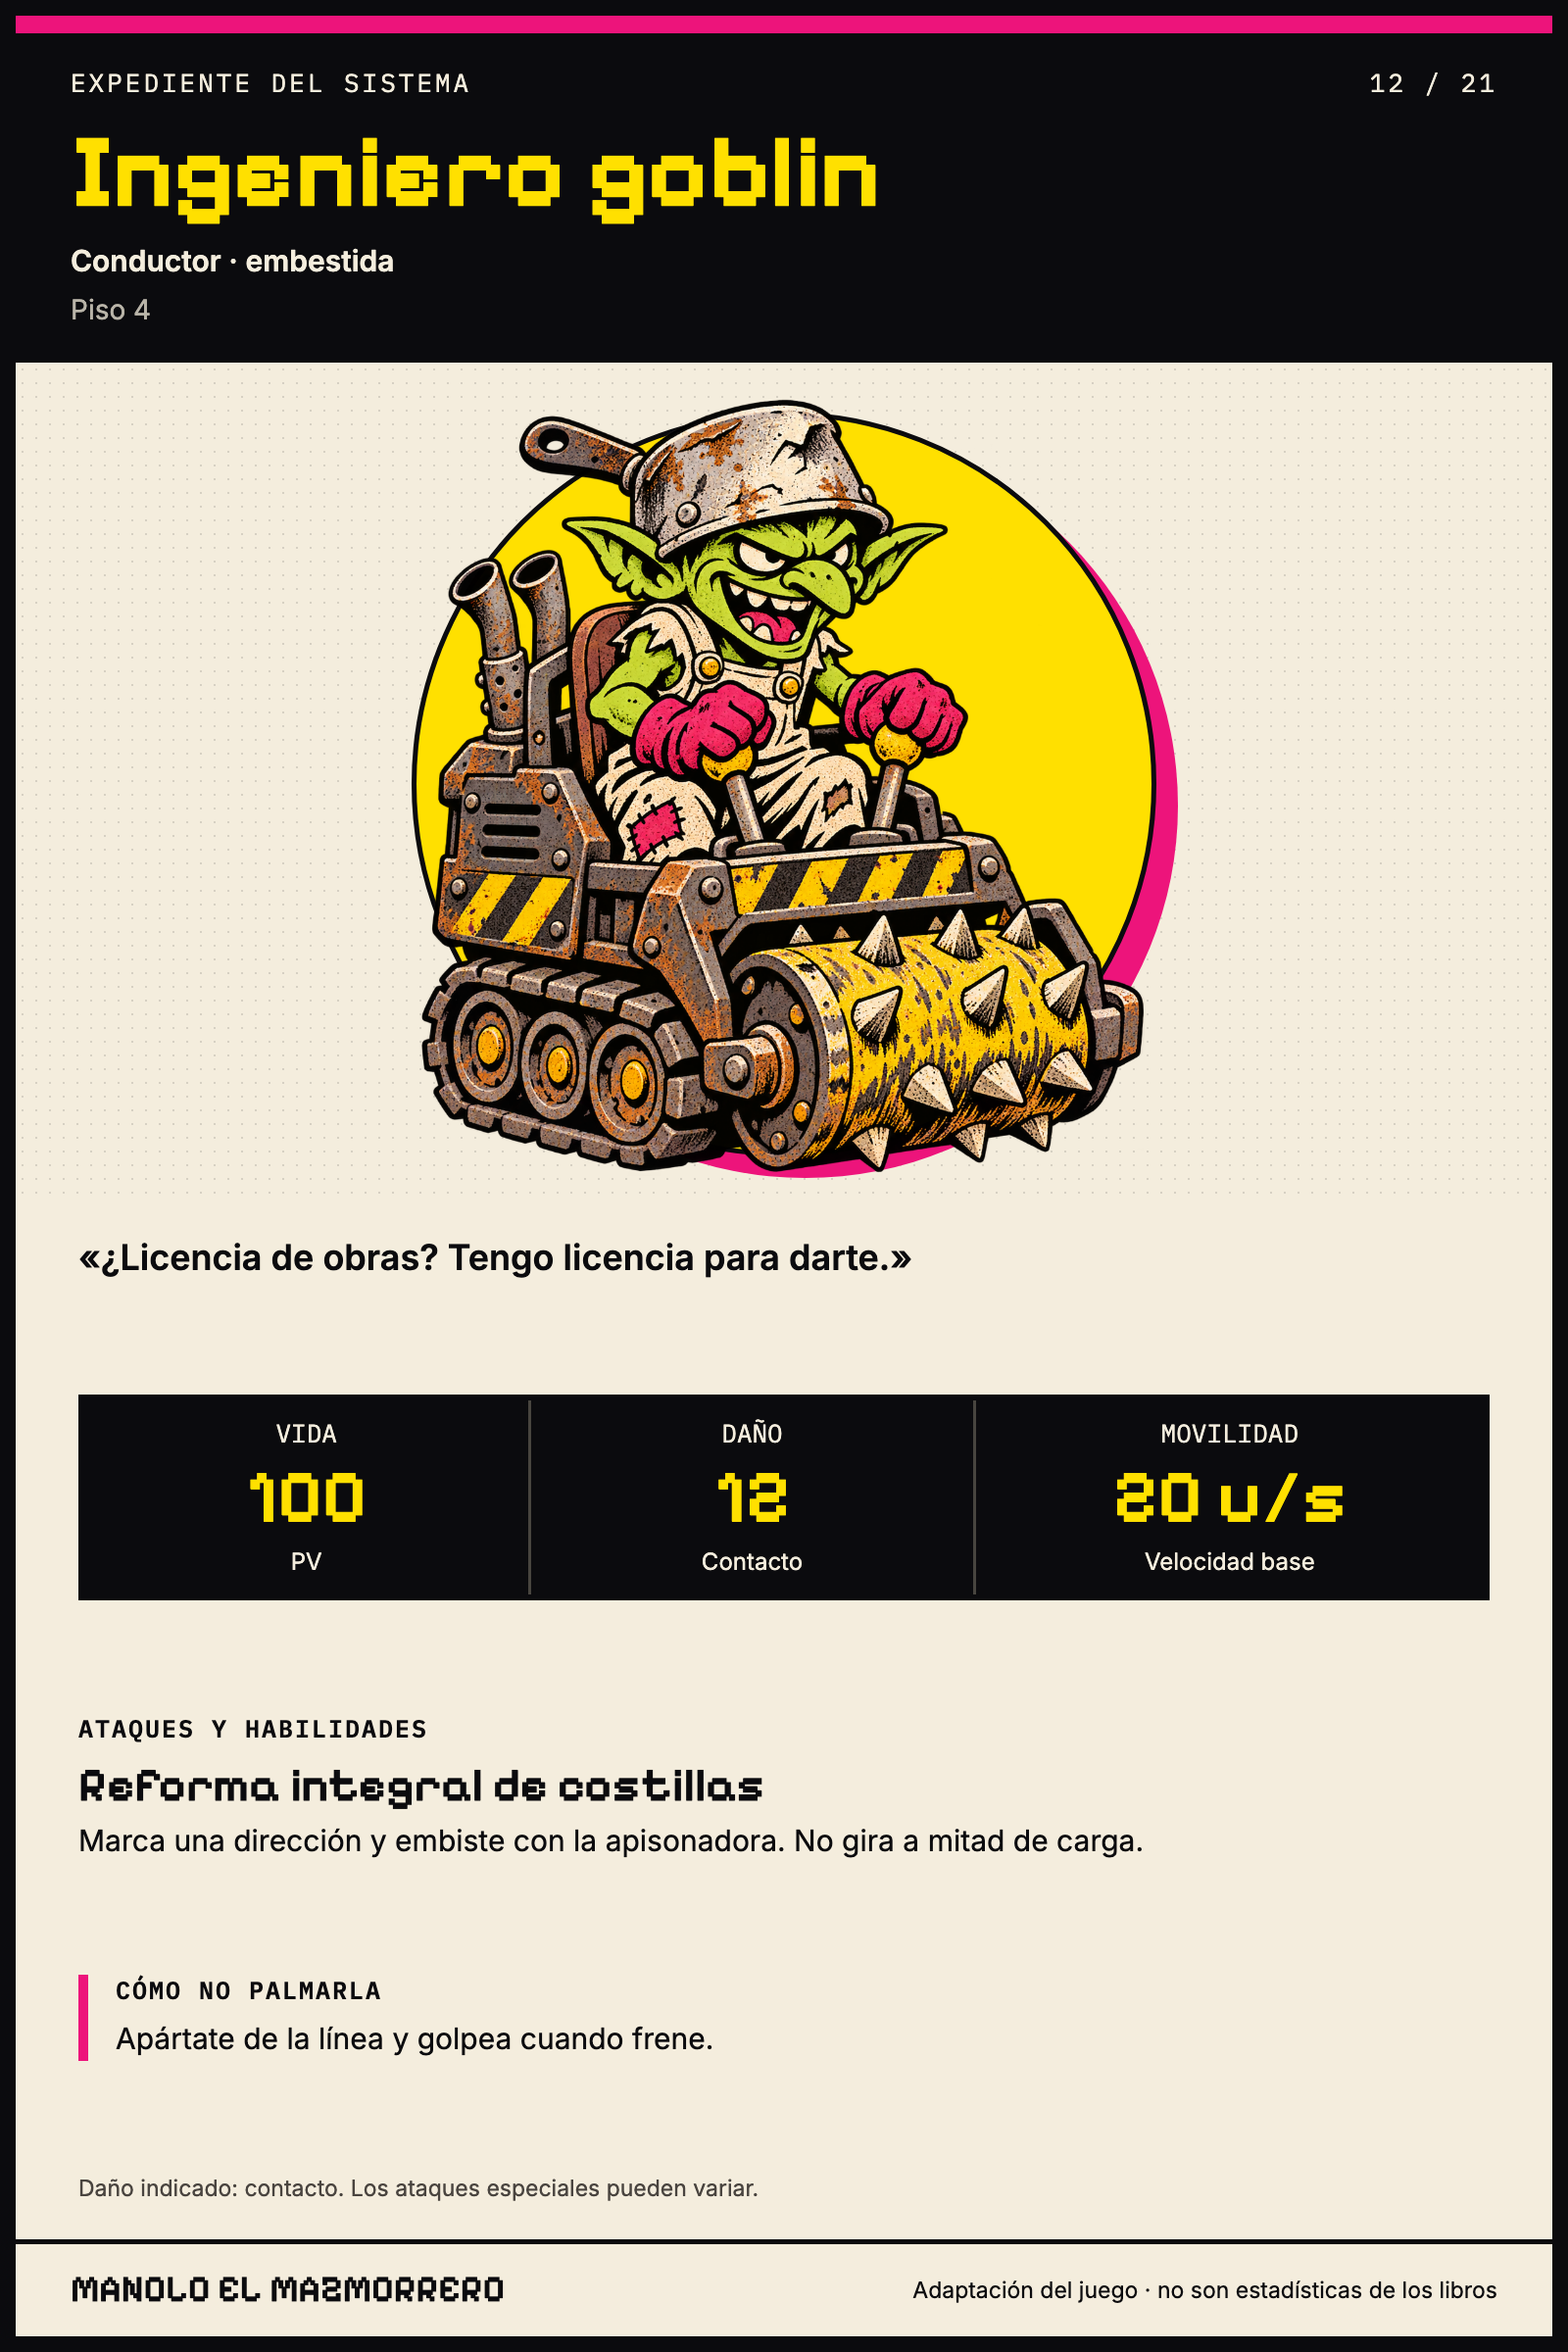 EXPEDIENTE DEL SISTEMA
12 / 21
Ingeniero goblin
Conductor · embestida
Piso 4
«¿Licencia de obras? Tengo licencia para darte.»
VIDA
100
PV
DAÑO
12
Contacto
MOVILIDAD
20 u/s
Velocidad base
ATAQUES Y HABILIDADES
Reforma integral de costillas
Marca una dirección y embiste con la apisonadora. No gira a mitad de carga.
CÓMO NO PALMARLA
Apártate de la línea y golpea cuando frene.
Daño indicado: contacto. Los ataques especiales pueden variar.
MANOLO EL MAZMORRERO
Adaptación del juego · no son estadísticas de los libros